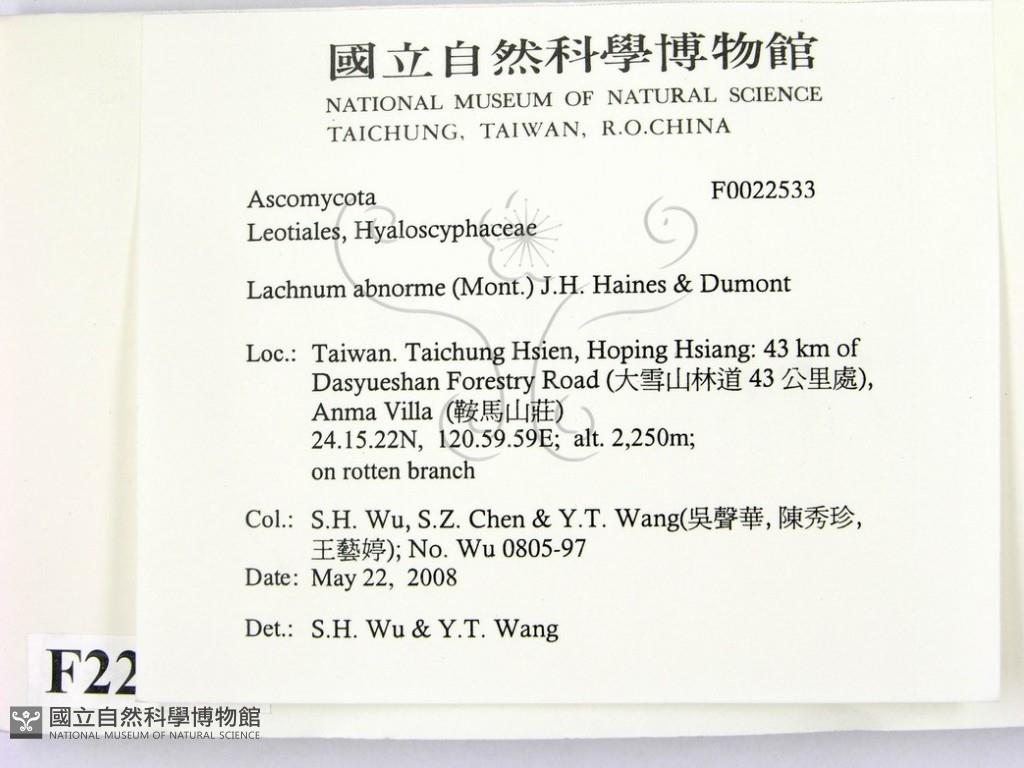 國立自然科學博物館
NATIONAL MUSEUM OF NATURAL SCIENCE
TAICHUNG, TAIWAN, R.O.CHINA
Ascomycota F0022533
Leotiales, Hyaloscyphaceae
Lachnum abnorme (Mont.) J.H. Haines & Dumont
Loc.: Taiwan. Taichung Hsien, Hoping Hsiang: 43 km of
Dasyueshan Forestry Road (大雪山林道 43 公里處),
Anma Villa (鞍馬山莊)
24.15.22N, 120.59.59E; alt. 2,250m;
on rotten branch
Col.: S.H. Wu, S.Z. Chen & Y.T. Wang(吳聲華, 陳秀珍,
王藝婷); No. Wu 0805-97
Date: May 22, 2008
Det.: S.H. Wu & Y.T. Wang
F22
國立自然科學博物館
NATIONAL MUSEUM OF NATURAL SCIENCE